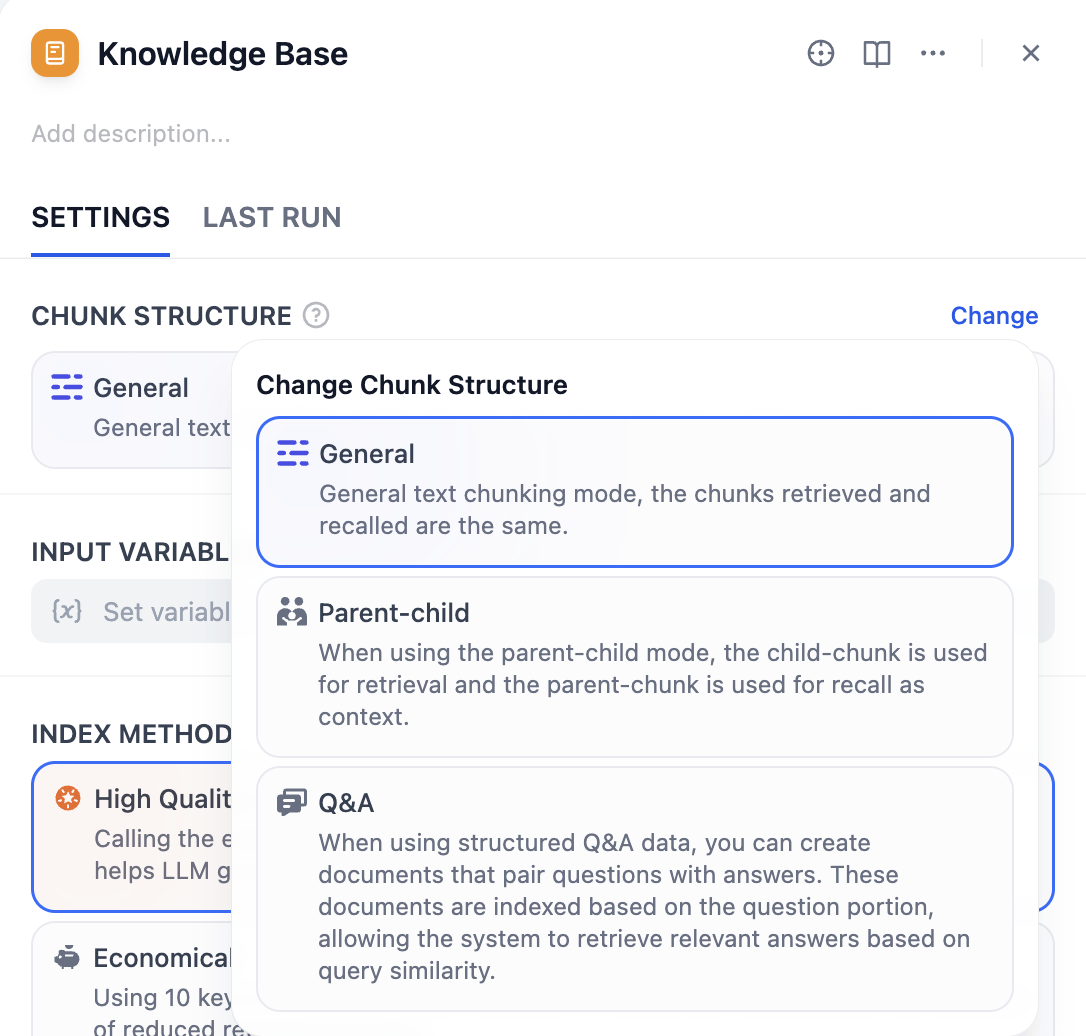 Knowledge Base
Add description...
SETTINGS LAST RUN
CHUNK STRUCTURE ?
Change
General
General text
Change Chunk Structure
General
General text chunking mode, the chunks retrieved and
recalled are the same.
Parent-child
When using the parent-child mode, the child-chunk is used
for retrieval and the parent-chunk is used for recall as
context.
Q&A
When using structured Q&A data, you can create
documents that pair questions with answers. These
documents are indexed based on the question portion,
allowing the system to retrieve relevant answers based on
query similarity.
INPUT VARIABL
{x} Set variabl
INDEX METHOD
High Qualit
Calling the e
helps LLM g
Economical
Using 10 key
of reduced re